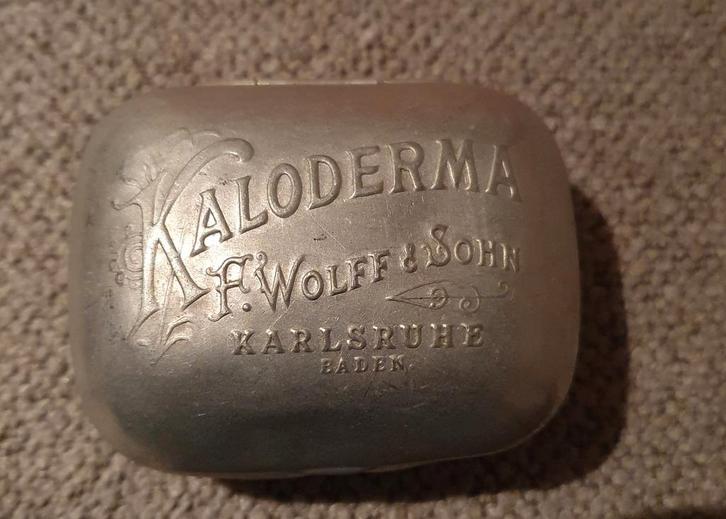 KALODERMA
F. WOLFF & SOHN
KARLSRUHE
BADEN